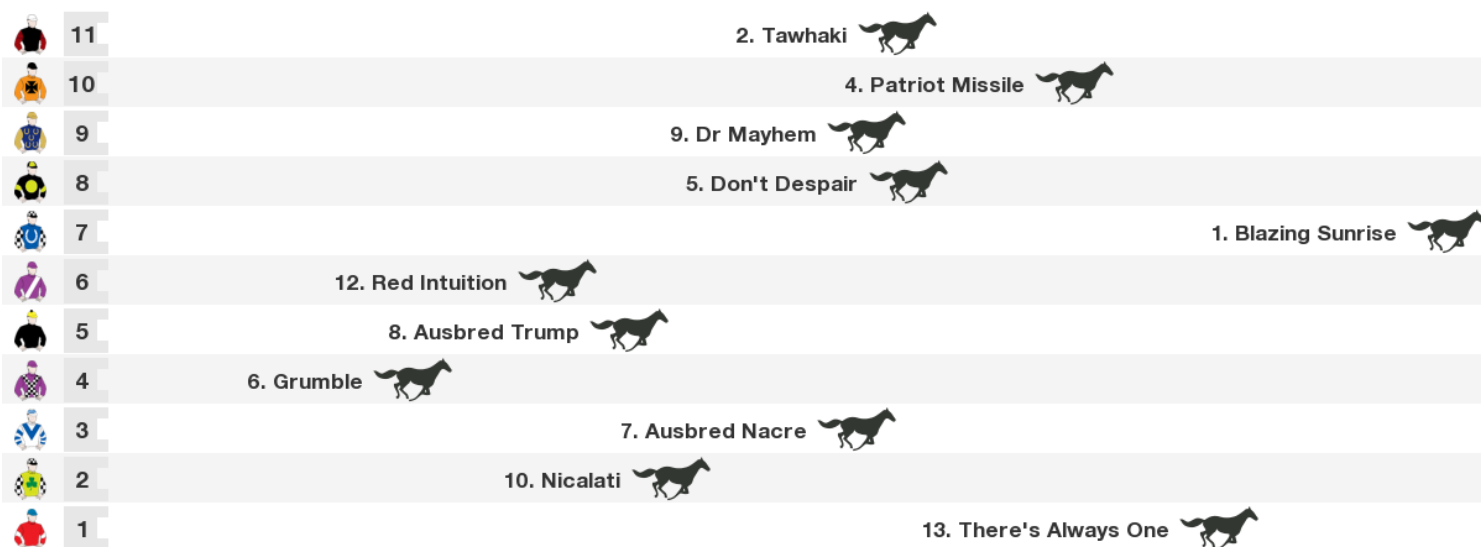 11 2. Tawhaki
10 4. Patriot Missile
9 9. Dr Mayhem
8 5. Don't Despair
7 1. Blazing Sunrise
6 12. Red Intuition
5 8. Ausbred Trump
4 6. Grumble
3 7. Ausbred Nacre
2 10. Nicalati
1 13. There's Always One